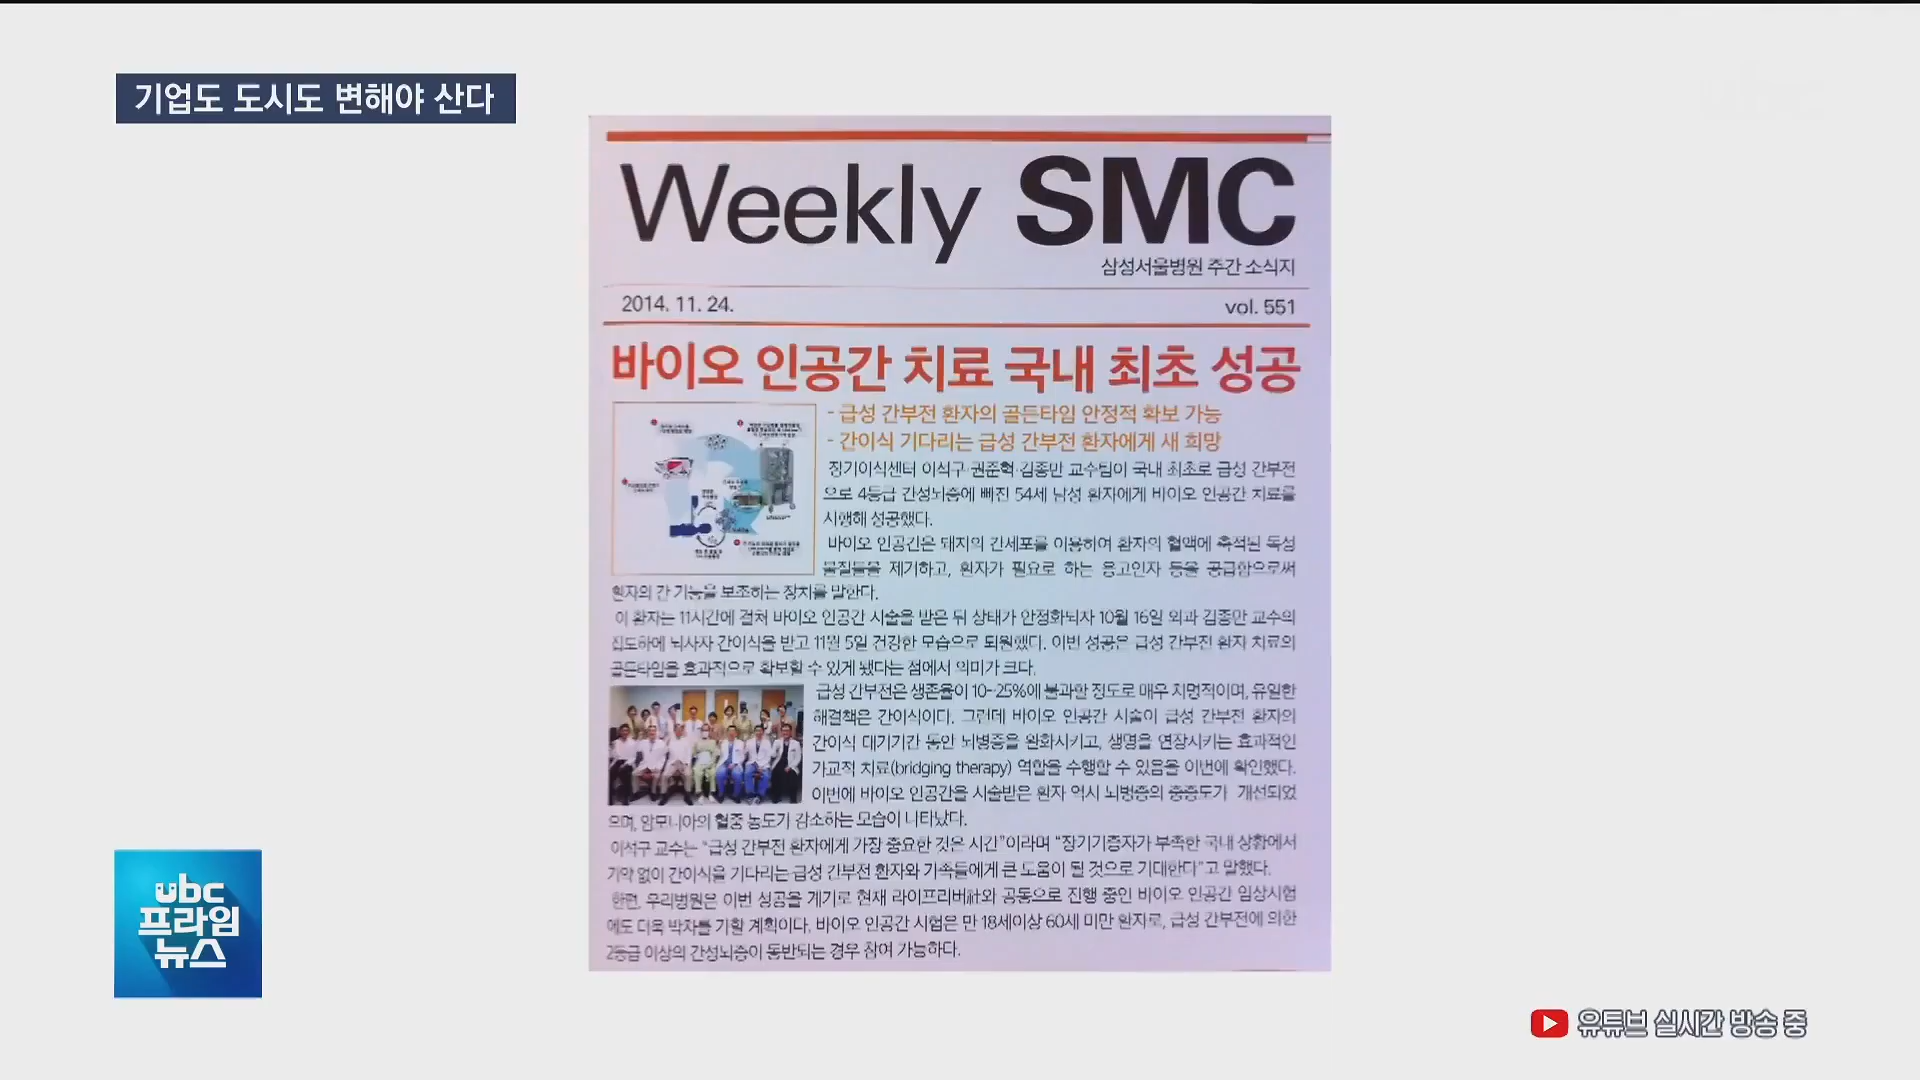 기업도 도시도 변해야 산다
ubc
Weekly SMC
삼성서울병원 주간 소식지
2014. 11. 24.
vol. 551
바이오 인공간 치료 국내 최초 성공
- 급성 간부전 환자의 골든타임 안정적 확보 가능
- 간이식 기다리는 급성 간부전 환자에게 새 희망
장기이식센터 이석구·권준혁·김종만 교수팀이 국내 최초로 급성 간부전
으로 4등급 간성뇌증에 빠진 54세 남성 환자에게 바이오 인공간 치료를
시행해 성공했다.
바이오 인공간은 돼지의 간세포를 이용하여 환자의 혈액에 축적된 독성
물질들을 제거하고, 환자가 필요로 하는 응고인자 등을 공급함으로써
환자의 간 기능을 보조하는 장치를 말한다.
이 환자는 11시간에 걸쳐 바이오 인공간 시술을 받은 뒤 상태가 안정화되자 10월 16일 외과 김종만 교수의
집도하에 뇌사자 간이식을 받고 11월 5일 건강한 모습으로 퇴원했다. 이번 성공은 급성 간부전 환자 치료의
골든타임을 효과적으로 확보할 수 있게 됐다는 점에서 의미가 크다.
급성 간부전은 생존율이 10~25%에 불과할 정도로 매우 치명적이며, 유일한
해결책은 간이식이다. 그런데 바이오 인공간 시술이 급성 간부전 환자의
간이식 대기기간 동안 뇌병증을 완화시키고, 생명을 연장시키는 효과적인
가교적 치료(bridging therapy) 역할을 수행할 수 있음을 이번에 확인했다.
이번에 바이오 인공간을 시술받은 환자 역시 뇌병증의 중증도가 개선되었
으며, 암모니아의 혈중 농도가 감소하는 모습이 나타났다.
이석구 교수는 “급성 간부전 환자에게 가장 중요한 것은 시간”이라며 “장기기증자가 부족한 국내 상황에서
기약 없이 간이식을 기다리는 급성 간부전 환자와 가족들에게 큰 도움이 될 것으로 기대한다”고 말했다.
한편, 우리병원은 이번 성공을 계기로 현재 라이프리버社와 공동으로 진행 중인 바이오 인공간 임상시험
에도 더욱 박차를 가할 계획이다. 바이오 인공간 시험은 만 18세이상 60세 미만 환자로, 급성 간부전에 의한
2등급 이상의 간성뇌증이 동반되는 경우 참여 가능하다.
ubc
프라임
뉴스
유튜브 실시간 방송 중